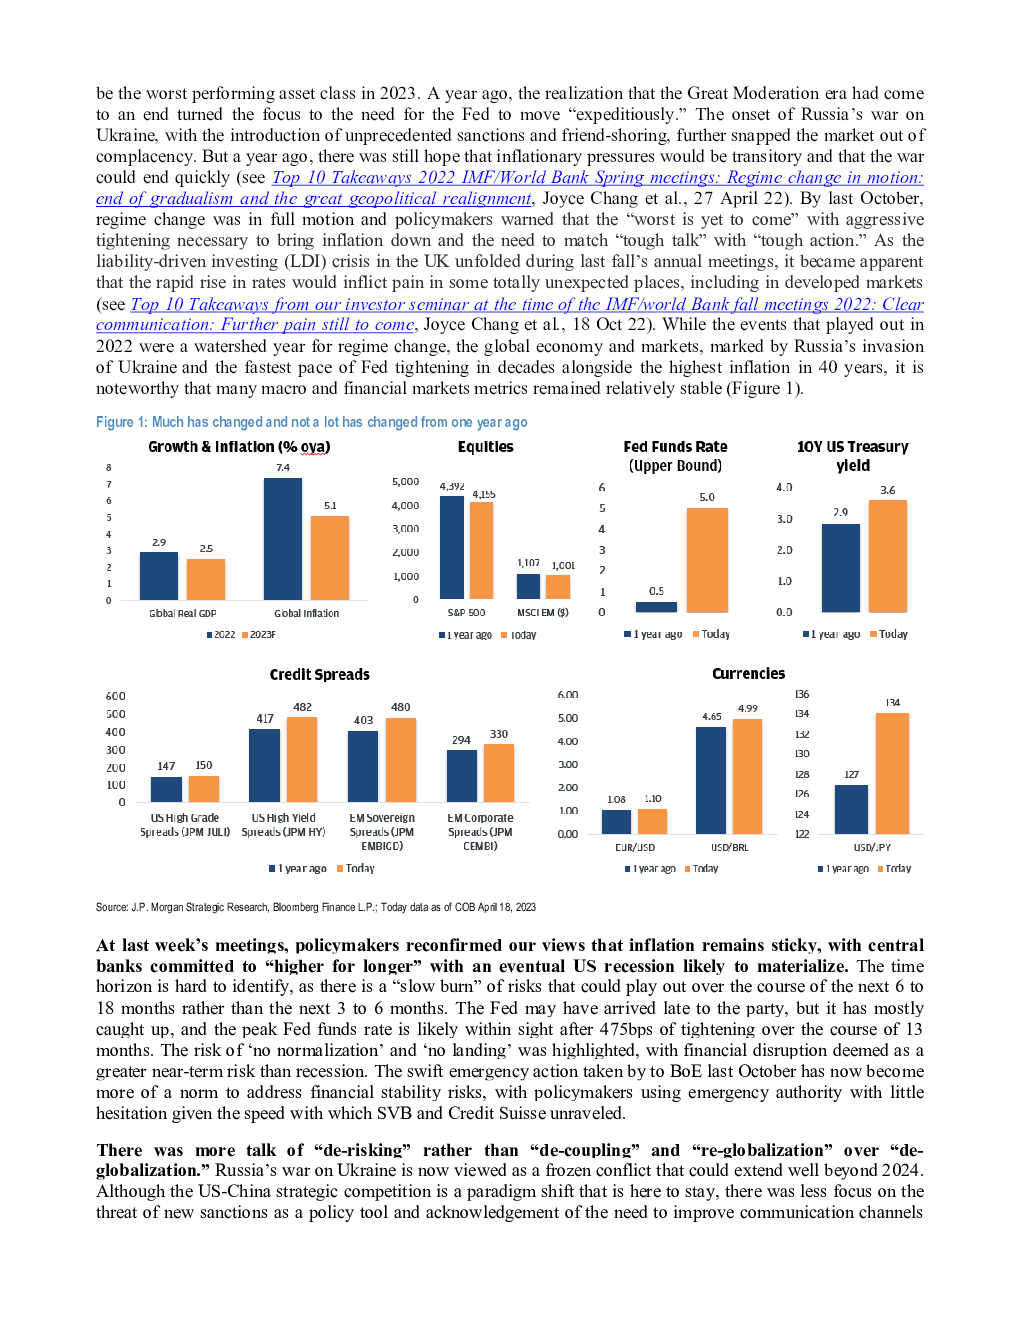 be the worst performing asset class in 2023. A year ago, the realization that the Great Moderation era had come
to an end turned the focus to the need for the Fed to move “expeditiously.” The onset of Russia’s war on
Ukraine, with the introduction of unprecedented sanctions and friend-shoring, further snapped the market out of
complacency. But a year ago, there was still hope that inflationary pressures would be transitory and that the war
could end quickly (see Top 10 Takeaways 2022 IMF/World Bank Spring meetings: Regime change in motion:
end of gradualism and the great geopolitical realignment, Joyce Chang et al., 27 April 22). By last October,
regime change was in full motion and policymakers warned that the “worst is yet to come” with aggressive
tightening necessary to bring inflation down and the need to match “tough talk” with “tough action.” As the
liability-driven investing (LDI) crisis in the UK unfolded during last fall’s annual meetings, it became apparent
that the rapid rise in rates would inflict pain in some totally unexpected places, including in developed markets
(see Top 10 Takeaways from our investor seminar at the time of the IMF/world Bank fall meetings 2022: Clear
communication: Further pain still to come, Joyce Chang et al., 18 Oct 22). While the events that played out in
2022 were a watershed year for regime change, the global economy and markets, marked by Russia’s invasion
of Ukraine and the fastest pace of Fed tightening in decades alongside the highest inflation in 40 years, it is
noteworthy that many macro and financial markets metrics remained relatively stable (Figure 1).
Figure 1: Much has changed and not a lot has changed from one year ago
Growth & Inflation (% oya)
8
7
6
5
4
3
2
1
0
2.9
2.5
7.4
5.1
Global Real GDP
Global Inflation
2022
2023F
Equities
5,000
4,000
3,000
2,000
1,000
0
4,392
4,155
1,107
1,001
S&P 500
MSCI EM ($)
1 year ago
Today
Fed Funds Rate
(Upper Bound)
6
5
4
3
2
1
0
0.5
5.0
1 year ago
Today
10Y US Treasury
yield
4.0
3.0
2.0
1.0
0.0
2.9
3.6
1 year ago
Today
Credit Spreads
600
500
400
300
200
100
0
147
150
417
482
403
480
294
330
US High Grade
Spreads (JPM JULI)
US High Yield
Spreads (JPM HY)
EM Sovereign
Spreads (JPM
EMBIGD)
EM Corporate
Spreads (JPM
CEMBI)
1 year ago
Today
Currencies
6.00
5.00
4.00
3.00
2.00
1.00
0.00
1.08
1.10
4.65
4.99
EUR/USD
USD/BRL
1 year ago
Today
136
134
132
130
128
126
124
122
127
134
USD/JPY
1 year ago
Today
Source: J.P. Morgan Strategic Research, Bloomberg Finance L.P.; Today data as of COB April 18, 2023
At last week’s meetings, policymakers reconfirmed our views that inflation remains sticky, with central
banks committed to “higher for longer” with an eventual US recession likely to materialize. The time
horizon is hard to identify, as there is a “slow burn” of risks that could play out over the course of the next 6 to
18 months rather than the next 3 to 6 months. The Fed may have arrived late to the party, but it has mostly
caught up, and the peak Fed funds rate is likely within sight after 475bps of tightening over the course of 13
months. The risk of ‘no normalization’ and ‘no landing’ was highlighted, with financial disruption deemed as a
greater near-term risk than recession. The swift emergency action taken by to BoE last October has now become
more of a norm to address financial stability risks, with policymakers using emergency authority with little
hesitation given the speed with which SVB and Credit Suisse unraveled.
There was more talk of “de-risking” rather than “de-coupling” and “re-globalization” over “de-
globalization.” Russia’s war on Ukraine is now viewed as a frozen conflict that could extend well beyond 2024.
Although the US-China strategic competition is a paradigm shift that is here to stay, there was less focus on the
threat of new sanctions as a policy tool and acknowledgement of the need to improve communication channels